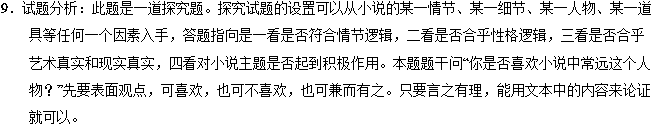 9．试题分析：此题是一道探究题。探究试题的设置可以从小说的某一情节、某一细节、某一人物、某一道
具等任何一个因素入手，答题指向是一看是否符合情节逻辑，二看是否合乎性格逻辑，三看是否合乎
艺术真实和现实真实，四看对小说主题是否起到积极作用。本题题干问“你是否喜欢小说中常远这个人
物？”先要表面观点，可喜欢，也可不喜欢，也可兼而有之。只要言之有理，能用文本中的内容来论证
就可以。